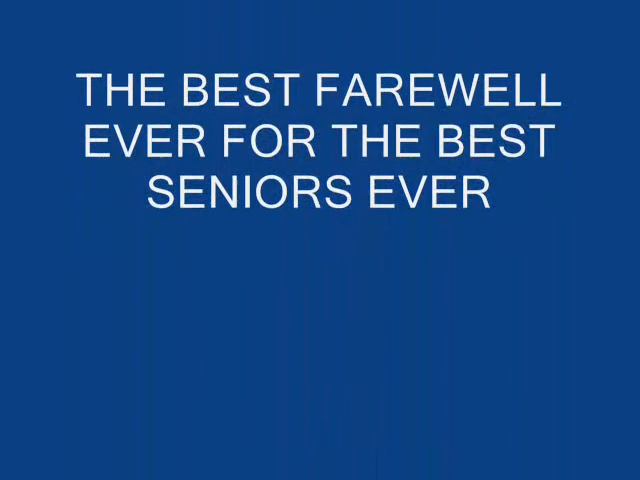 THE BEST FAREWELL
EVER FOR THE BEST
SENIORS EVER